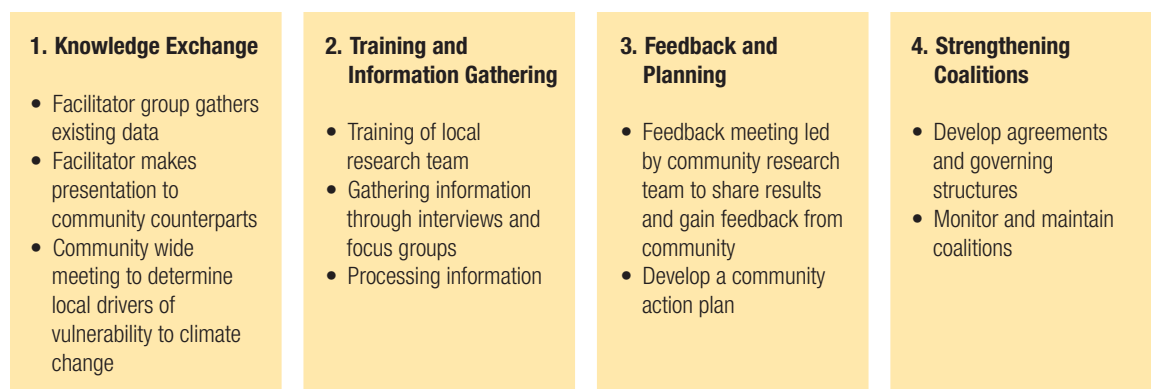 1. Knowledge Exchange
• Facilitator group gathers
existing data
• Facilitator makes
presentation to
community counterparts
• Community wide
meeting to determine
local drivers of
vulnerability to climate
change
2. Training and
Information Gathering
• Training of local
research team
• Gathering information
through interviews and
focus groups
• Processing information
3. Feedback and
Planning
• Feedback meeting led
by community research
team to share results
and gain feedback from
community
• Develop a community
action plan
4. Strengthening
Coalitions
• Develop agreements
and governing
structures
• Monitor and maintain
coalitions